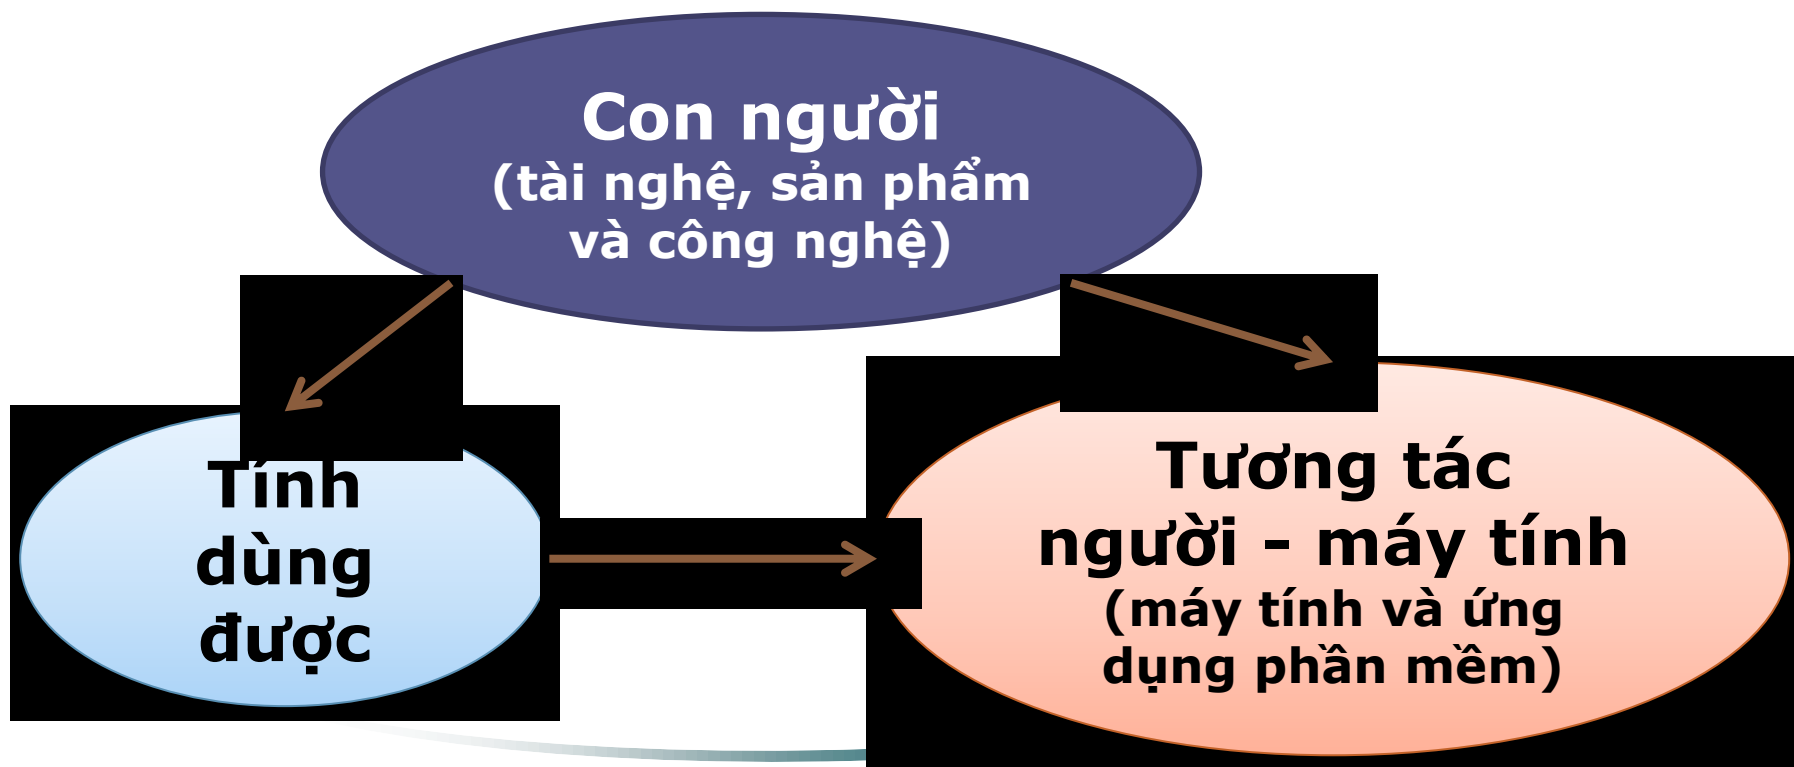 Con người
(tài nghệ, sản phẩm
và công nghệ)
Tính
dùng
được
Tương tác
người - máy tính
(máy tính và ứng
dụng phần mềm)